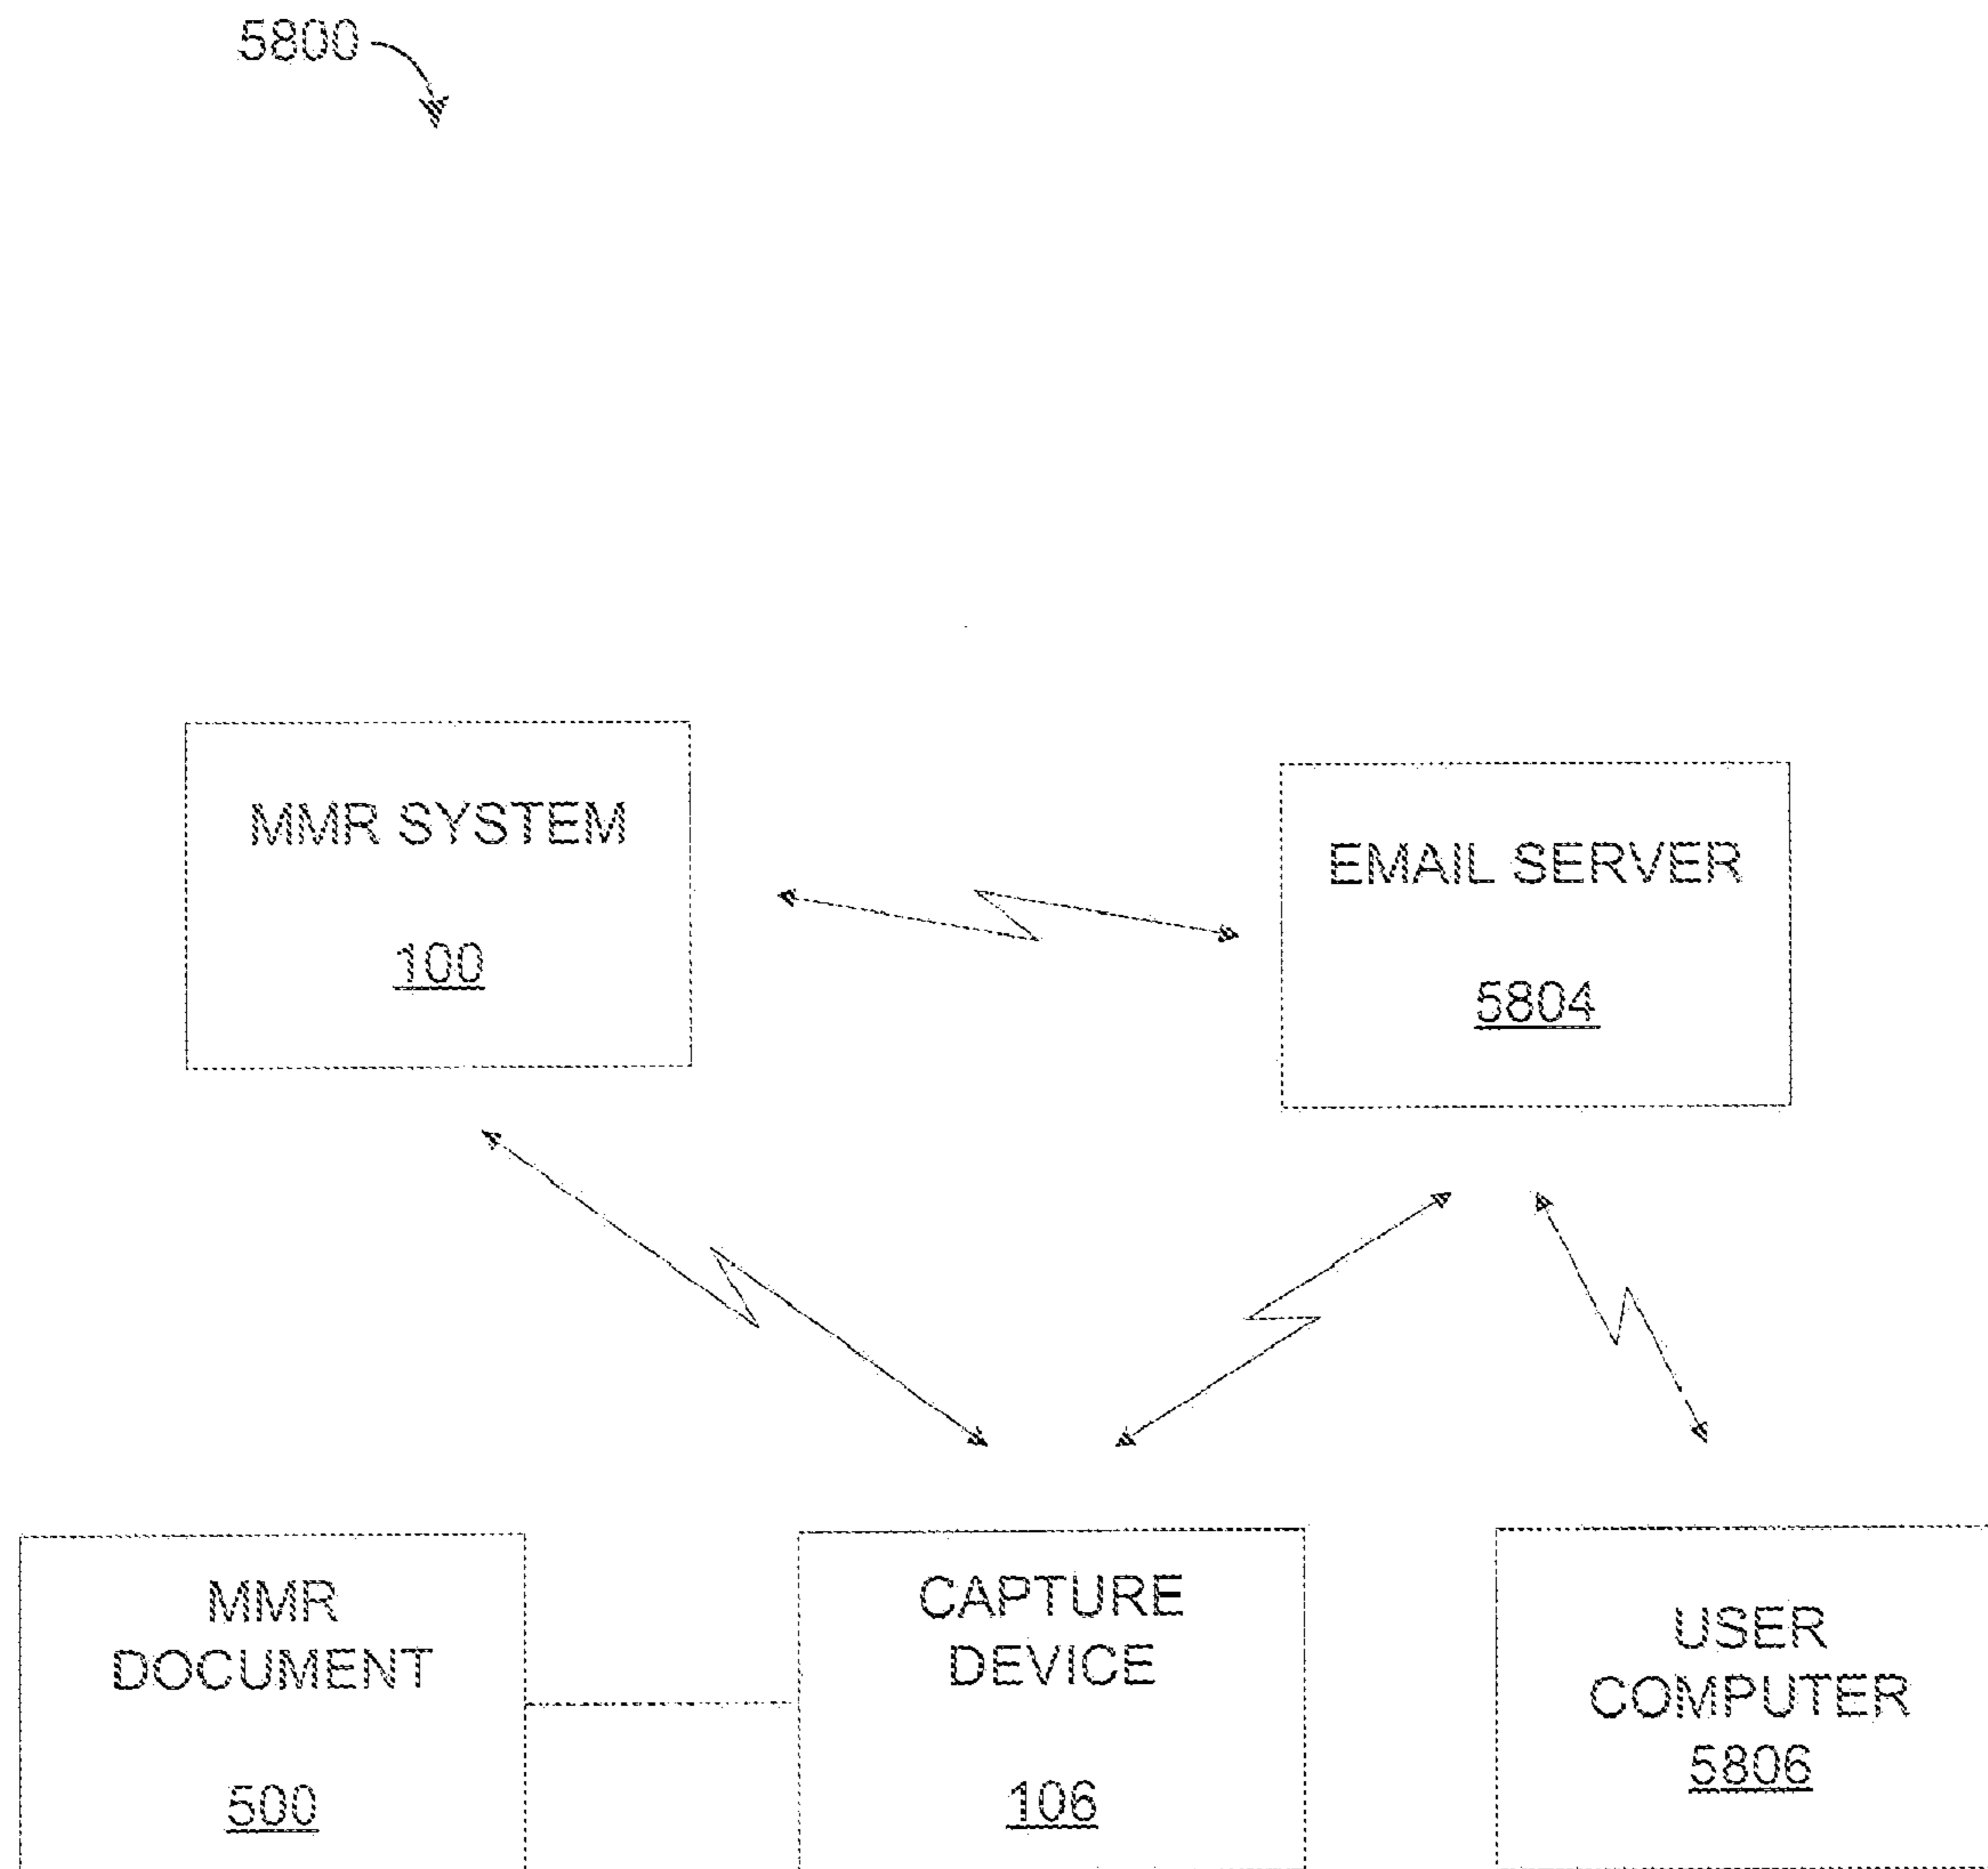 5800
MMR SYSTEM
100
EMAIL SERVER
5804
MMR
DOCUMENT
500
CAPTURE
DEVICE
106
USER
COMPUTER
5806